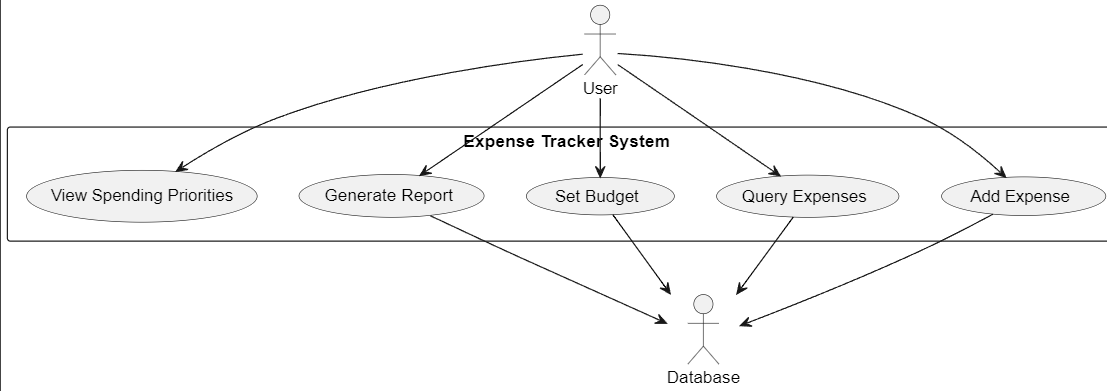 User
Expense Tracker System
View Spending Priorities
Generate Report
Set Budget
Query Expenses
Add Expense
Database